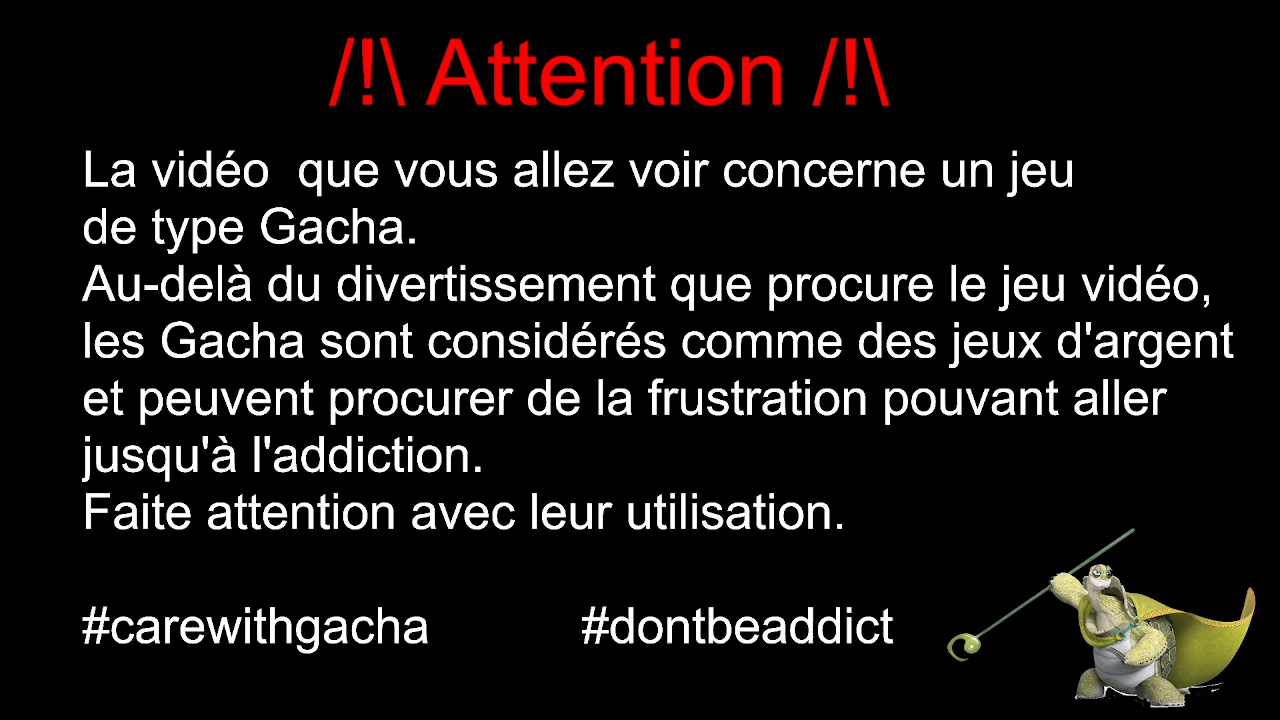 /!\ Attention /!\
La vidéo  que vous allez voir concerne un jeu
de type Gacha.
Au-delà du divertissement que procure le jeu vidéo,
les Gacha sont considérés comme des jeux d'argent
et peuvent procurer de la frustration pouvant aller
jusqu'à l'addiction.
Faite attention avec leur utilisation.
#carewithgacha #dontbeaddict